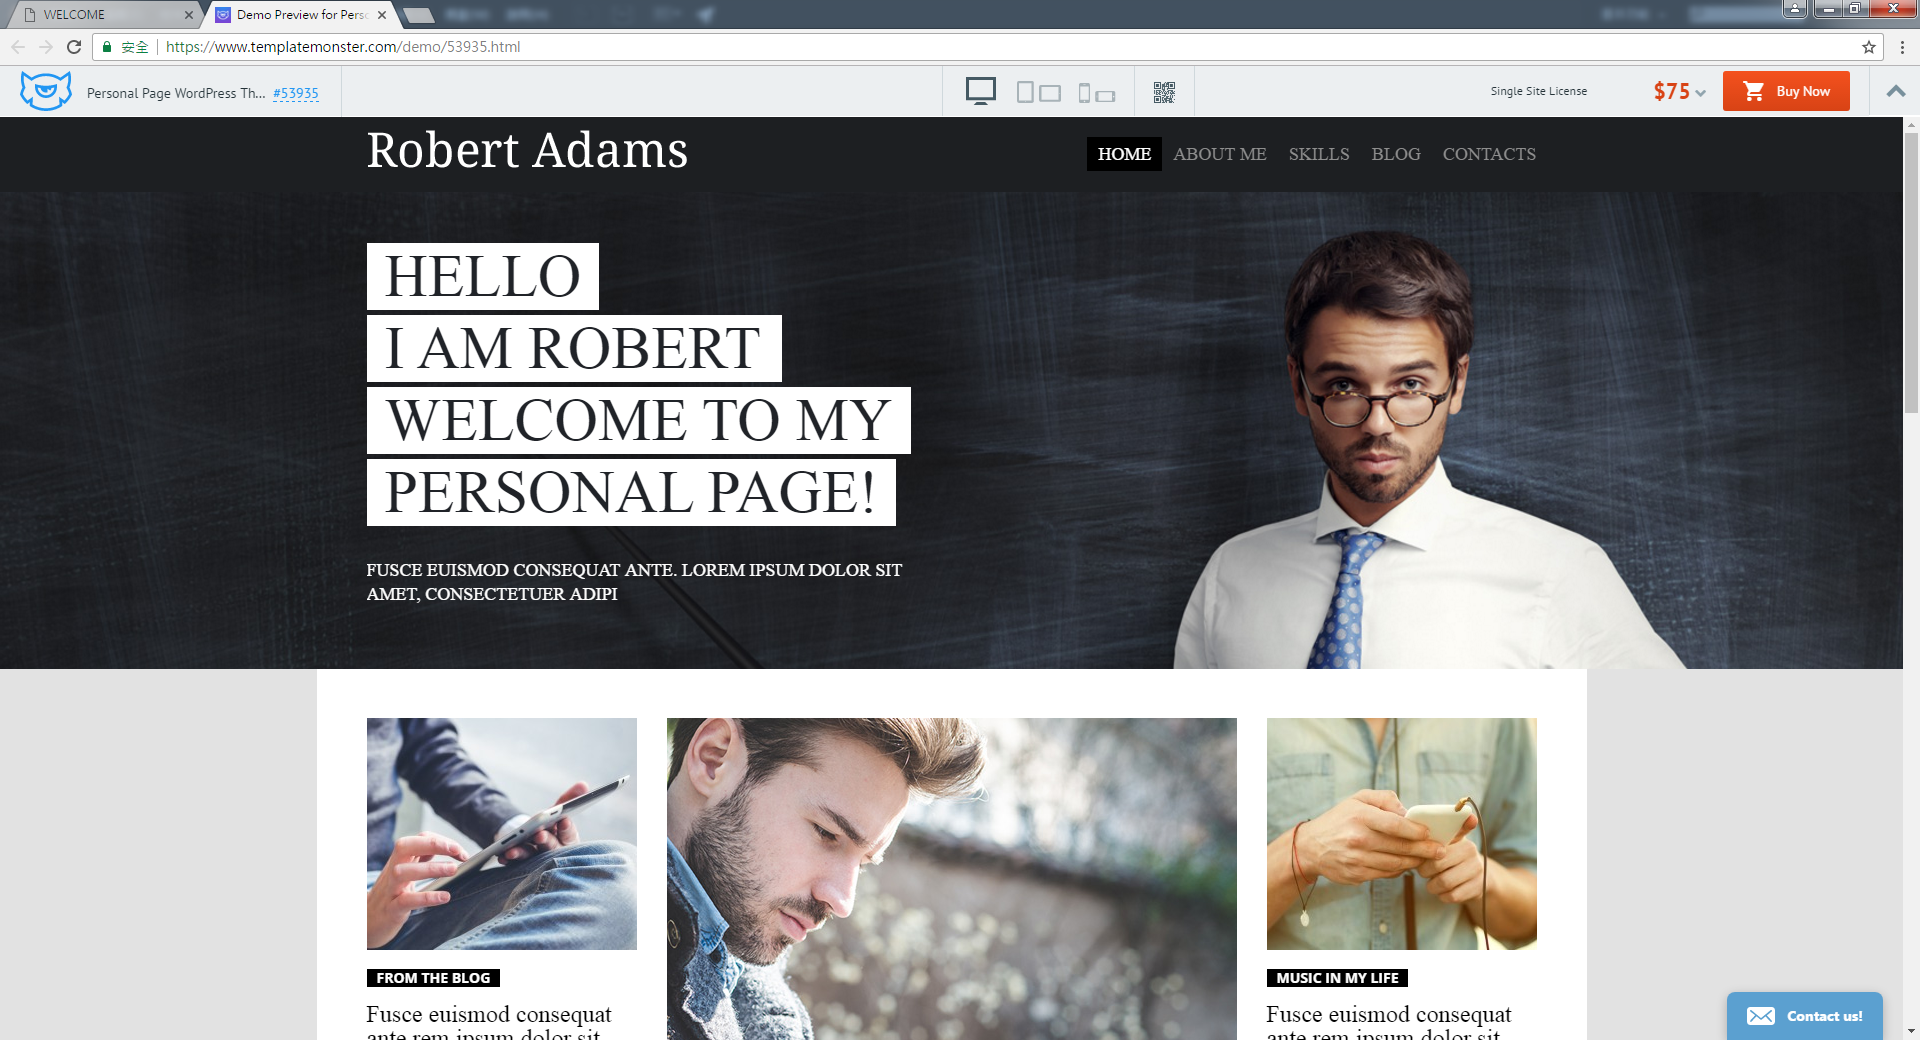 WELCOME
Demo Preview for Pers
安全
https://www.templatemonster.com/demo/53935.html
Personal Page WordPress Th... #53935
Single Site License
$75
Buy Now
Robert Adams
HOME ABOUT ME SKILLS BLOG CONTACTS
HELLO
I AM ROBERT
WELCOME TO MY
PERSONAL PAGE!
FUSCE EUISMOD CONSEQUAT ANTE. LOREM IPSUM DOLOR SIT
AMET, CONSECTETUER ADIPI
FROM THE BLOG
Fusce euismod consequat
ante rem ipsum dolor sit
MUSIC IN MY LIFE
Fusce euismod consequat
ante rem ipsum dolor sit
Contact us!